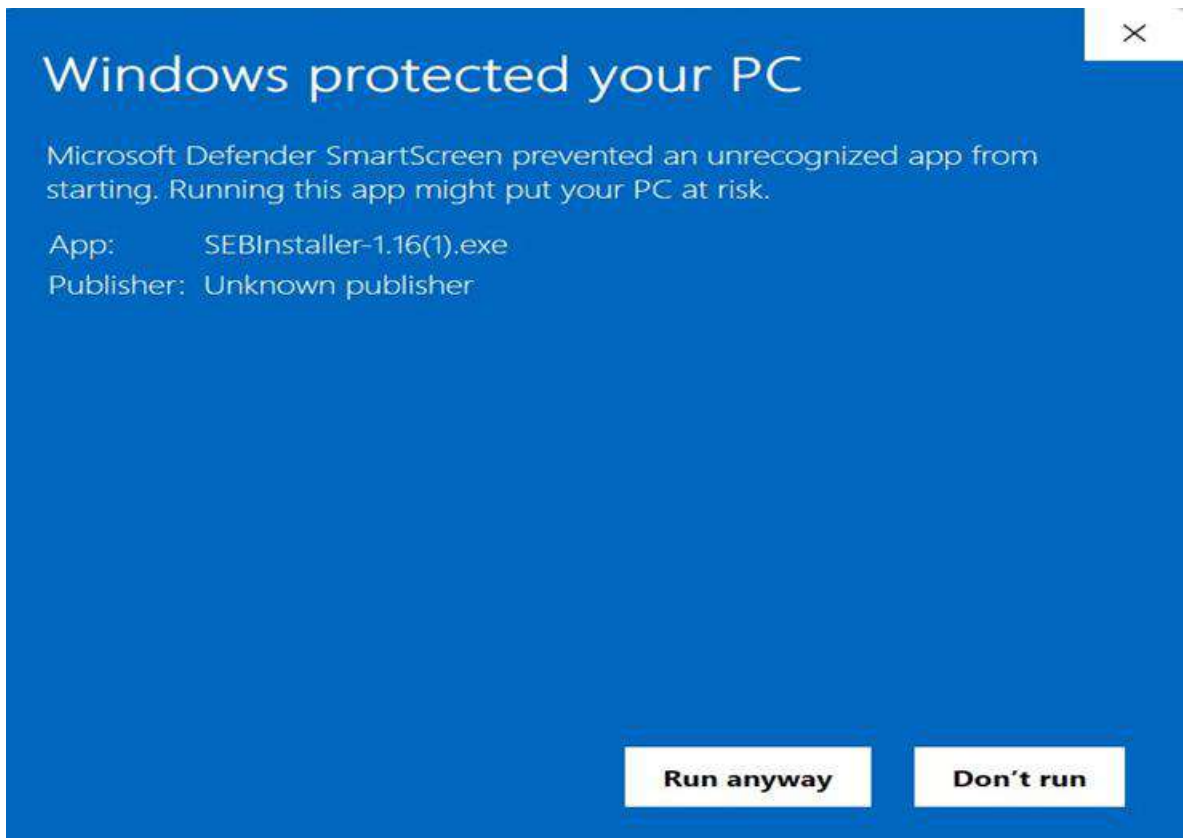 Windows protected your PC
Microsoft Defender SmartScreen prevented an unrecognized app from
starting. Running this app might put your PC at risk.
App: SEBInstaller-1.16(1).exe
Publisher: Unknown publisher
Run anyway Don't run